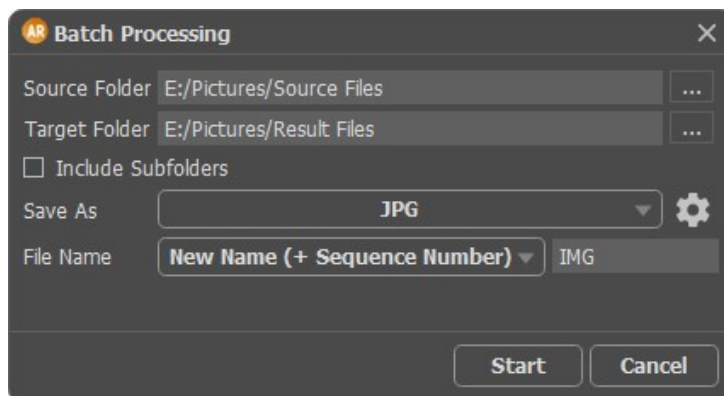 AR Batch Processing
Source Folder E:/Pictures/Source Files ...
Target Folder E:/Pictures/Result Files ...
Include Subfolders
Save As JPG
File Name New Name (+ Sequence Number) IMG
Start Cancel